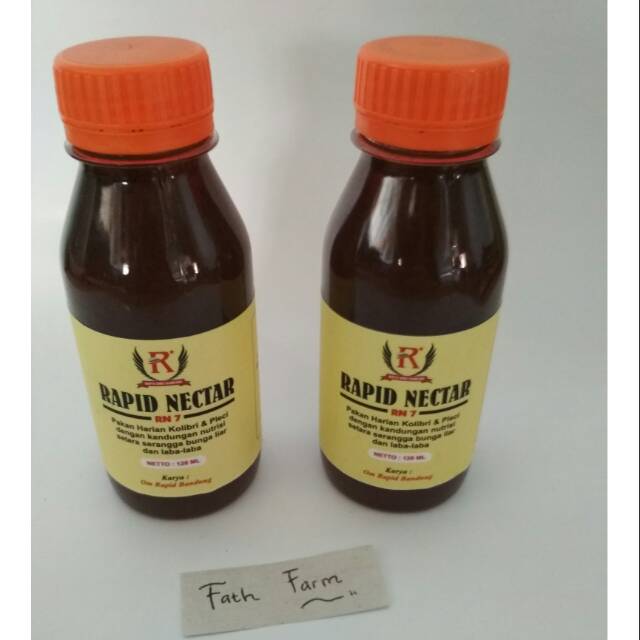 R
RAPID NECTAR
RN 7
Pakan Harian Kolibri & Pleci
dengan kandungan nutrisi
setara serangga bunga liar
dan laba-laba
NETTO : 120 ML
Karya :
Om Rapid Bandung
R
RAPID NECTAR
RN 7
Pakan Harian Kolibri & Pleci
dengan kandungan nutrisi
setara serangga bunga liar
dan laba-laba
NETTO : 120 ML
Karya :
Om Rapid Bandung
Fath Farm